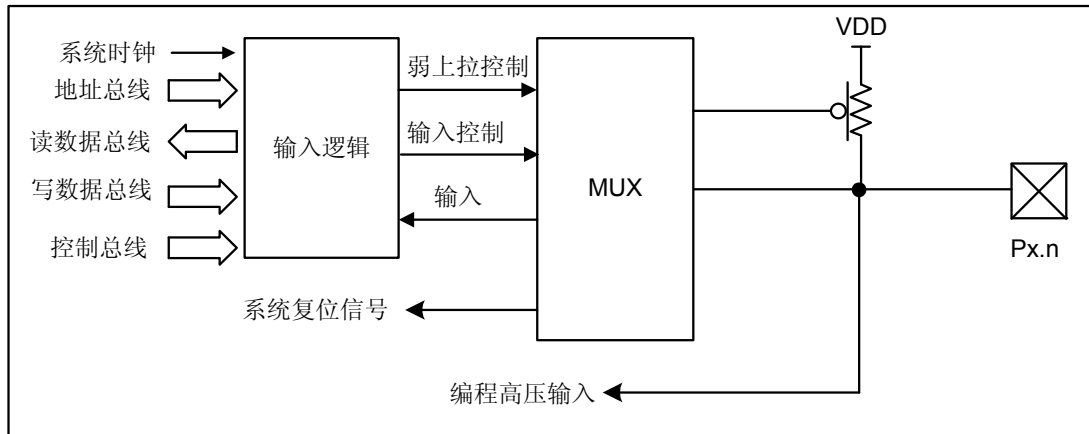 VDD
系统时钟
地址总线
读数据总线
写数据总线
控制总线
输入逻辑
弱上拉控制
输入控制
输入
MUX
Px.n
系统复位信号
编程高压输入